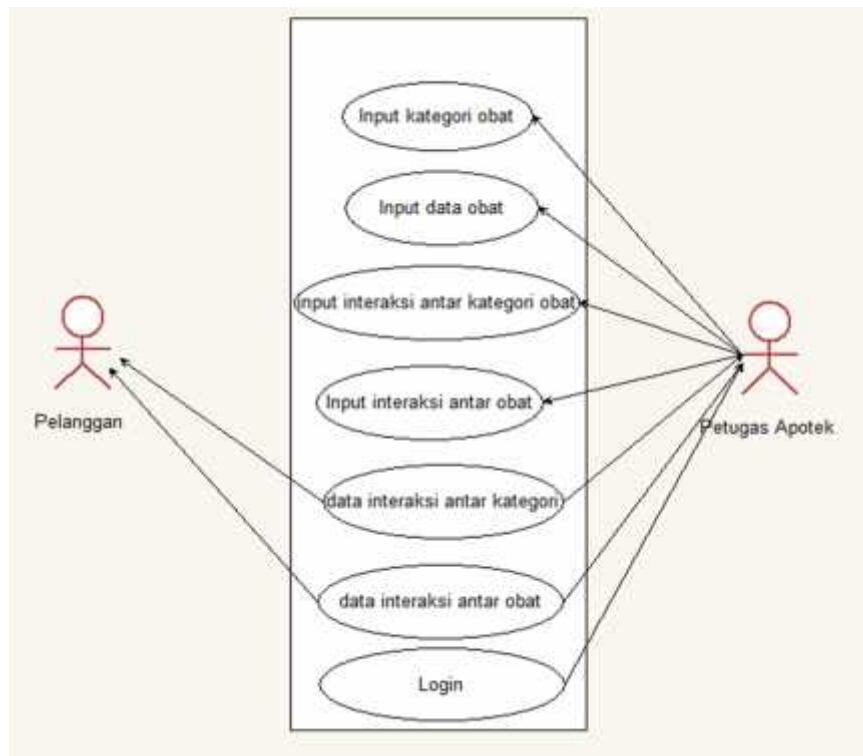 Input kategori obat
Input data obat
input interaksi antar kategori obat
Input interaksi antar obat
data interaksi antar kategori
data interaksi antar obat
Login
Pelanggan
Petugas Apotek